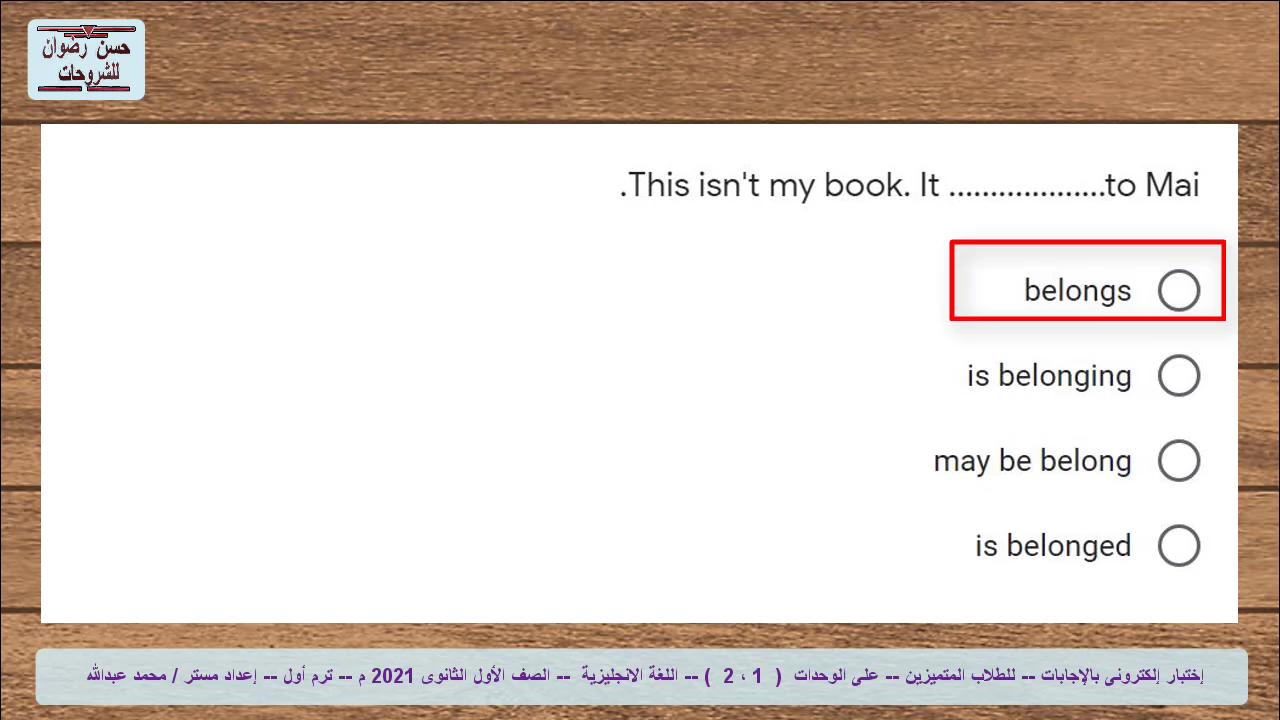 حسن رضوان
للشروحات
.This isn't my book. It ...................to Mai
belongs
is belonging
may be belong
is belonged
إختبار إلكترونى بالإجابات -- للطلاب المتميزين -- على الوحدات ( 1 ، 2 ) -- اللغة الانجليزية -- الصف الأول الثانوى 2021 م -- ترم أول -- إعداد مستر / محمد عبدالله